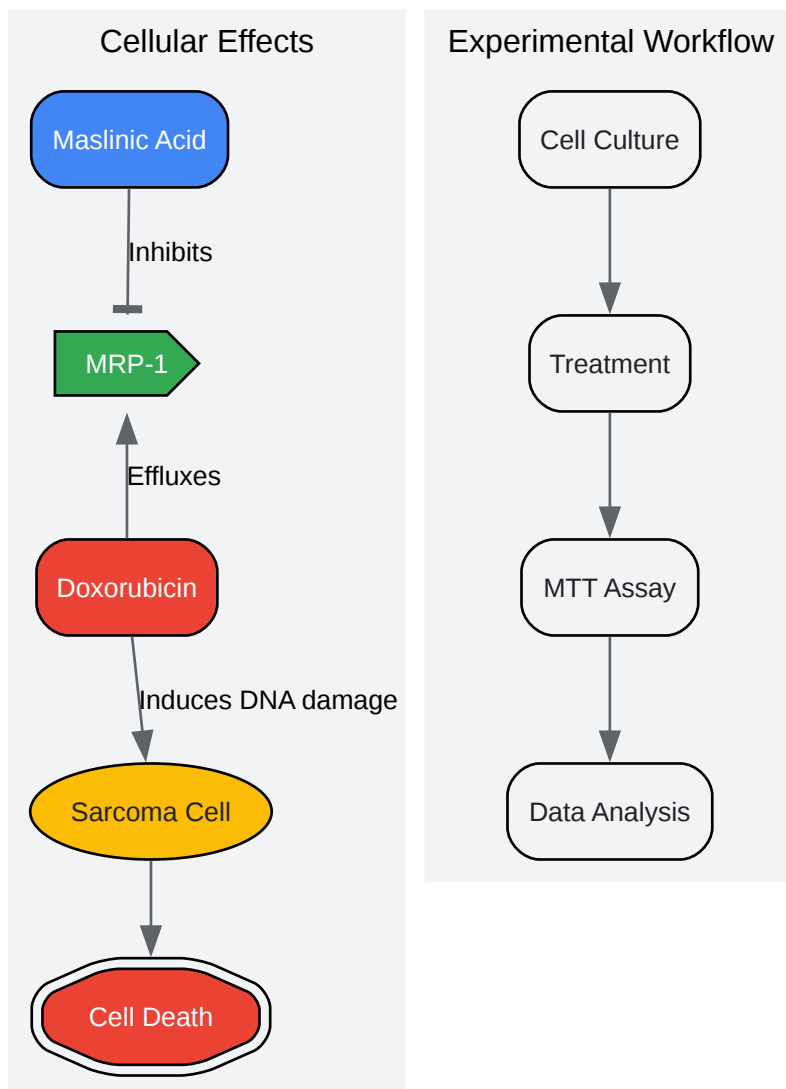 Cellular Effects
Maslinic Acid
Inhibits
MRP-1
Effluxes
Doxorubicin
Induces DNA damage
Sarcoma Cell
Cell Death
Experimental Workflow
Cell Culture
Treatment
MTT Assay
Data Analysis